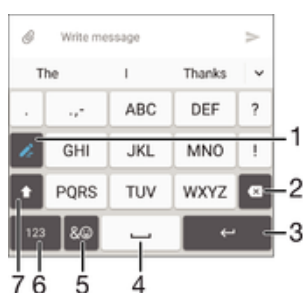 Write message
The I Thanks
. .,- ABC DEF ?
GHI JKL MNO ! 1
PQRS TUV WXYZ 2
123 & 3
7 6 5 4